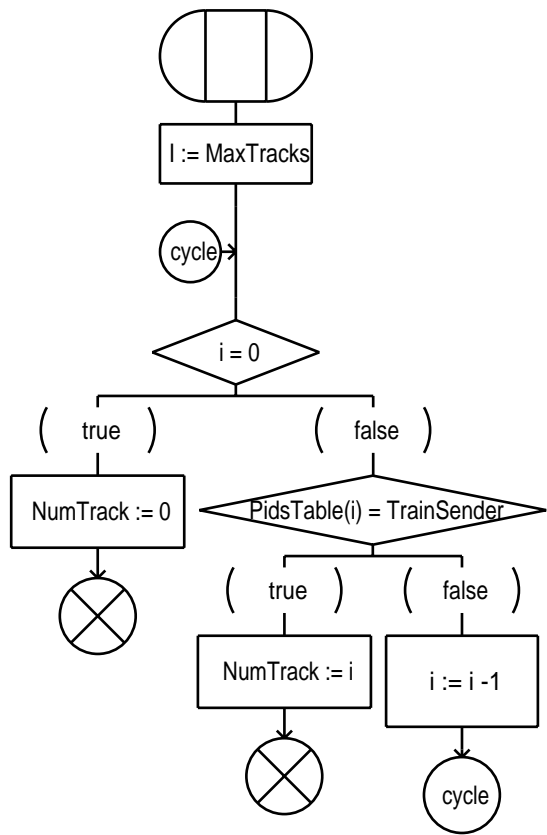 I := MaxTracks
cycle
i = 0
( true )
( false )
NumTrack := 0
PidsTable(i) = TrainSender
( true )
( false )
NumTrack := i
i := i -1
cycle